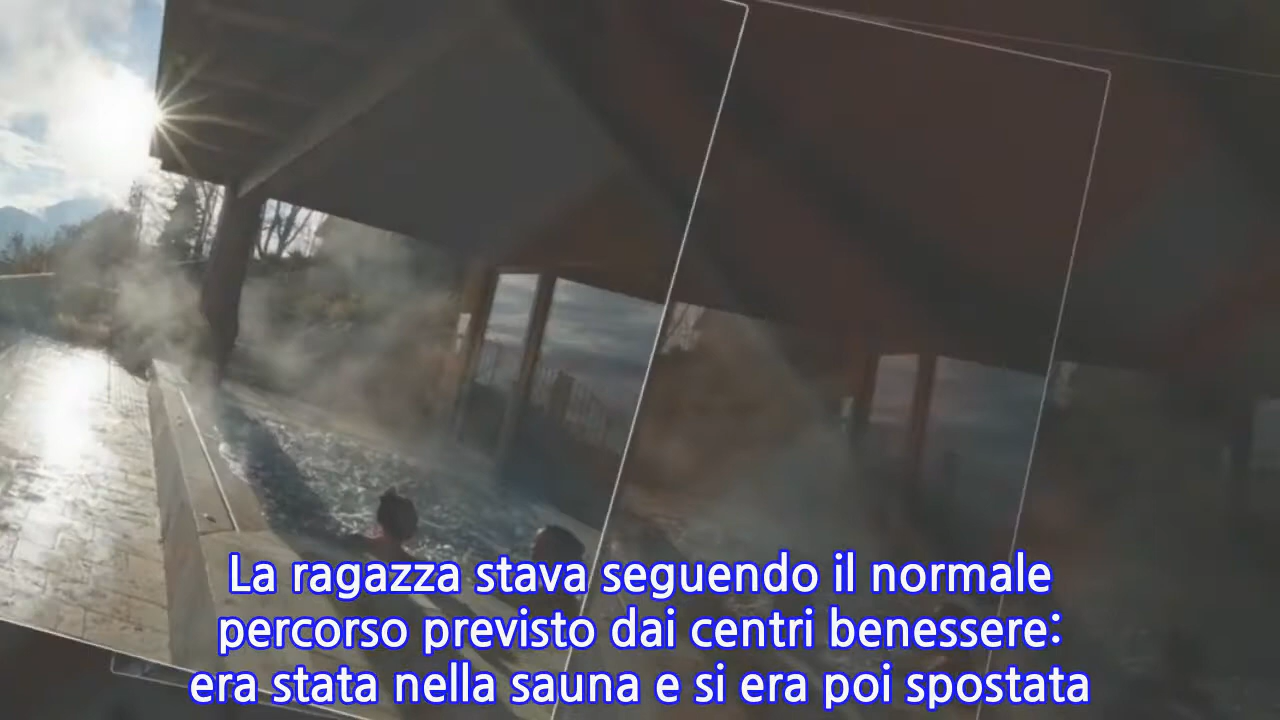 La ragazza stava seguendo il normale
percorso previsto dai centri benessere:
era stata nella sauna e si era poi spostata